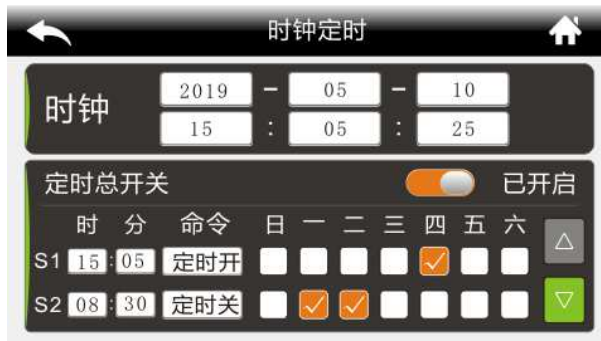 时钟定时
时钟
2019 - 05 - 10
15 : 05 : 25
定时总开关 已开启
时 分 命令 日 一 二 三 四 五 六
S1 15 : 05 定时开
S2 08 : 30 定时关